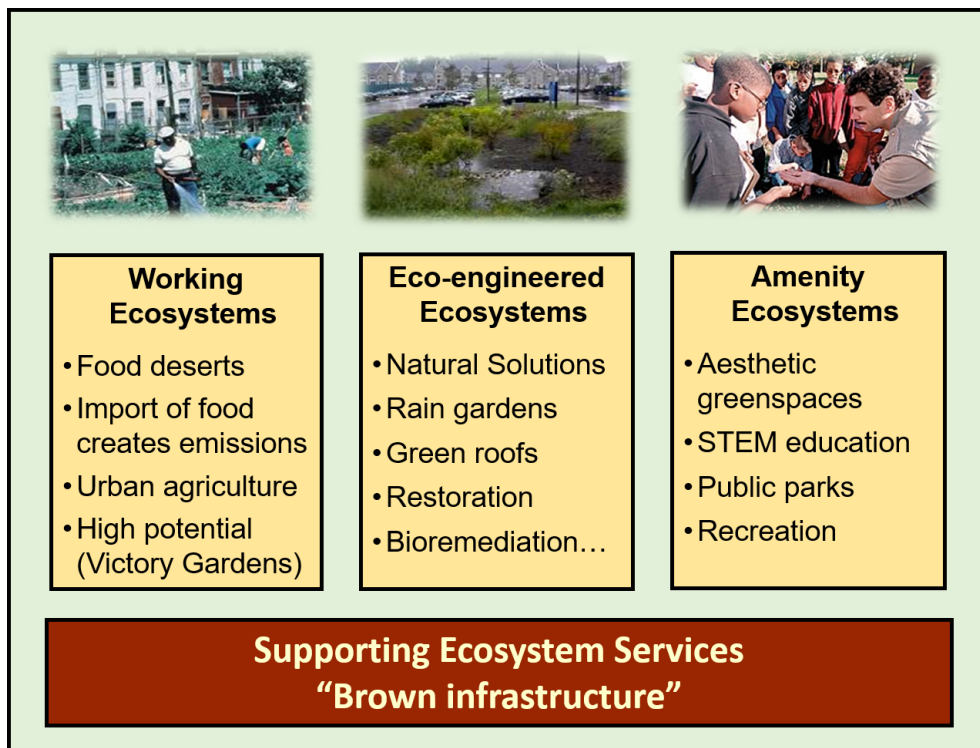 Working
Ecosystems
• Food deserts
• Import of food
creates emissions
• Urban agriculture
• High potential
(Victory Gardens)
Eco-engineered
Ecosystems
• Natural Solutions
• Rain gardens
• Green roofs
• Restoration
• Bioremediation…
Amenity
Ecosystems
• Aesthetic
greenspaces
• STEM education
• Public parks
• Recreation
Supporting Ecosystem Services
“Brown infrastructure”